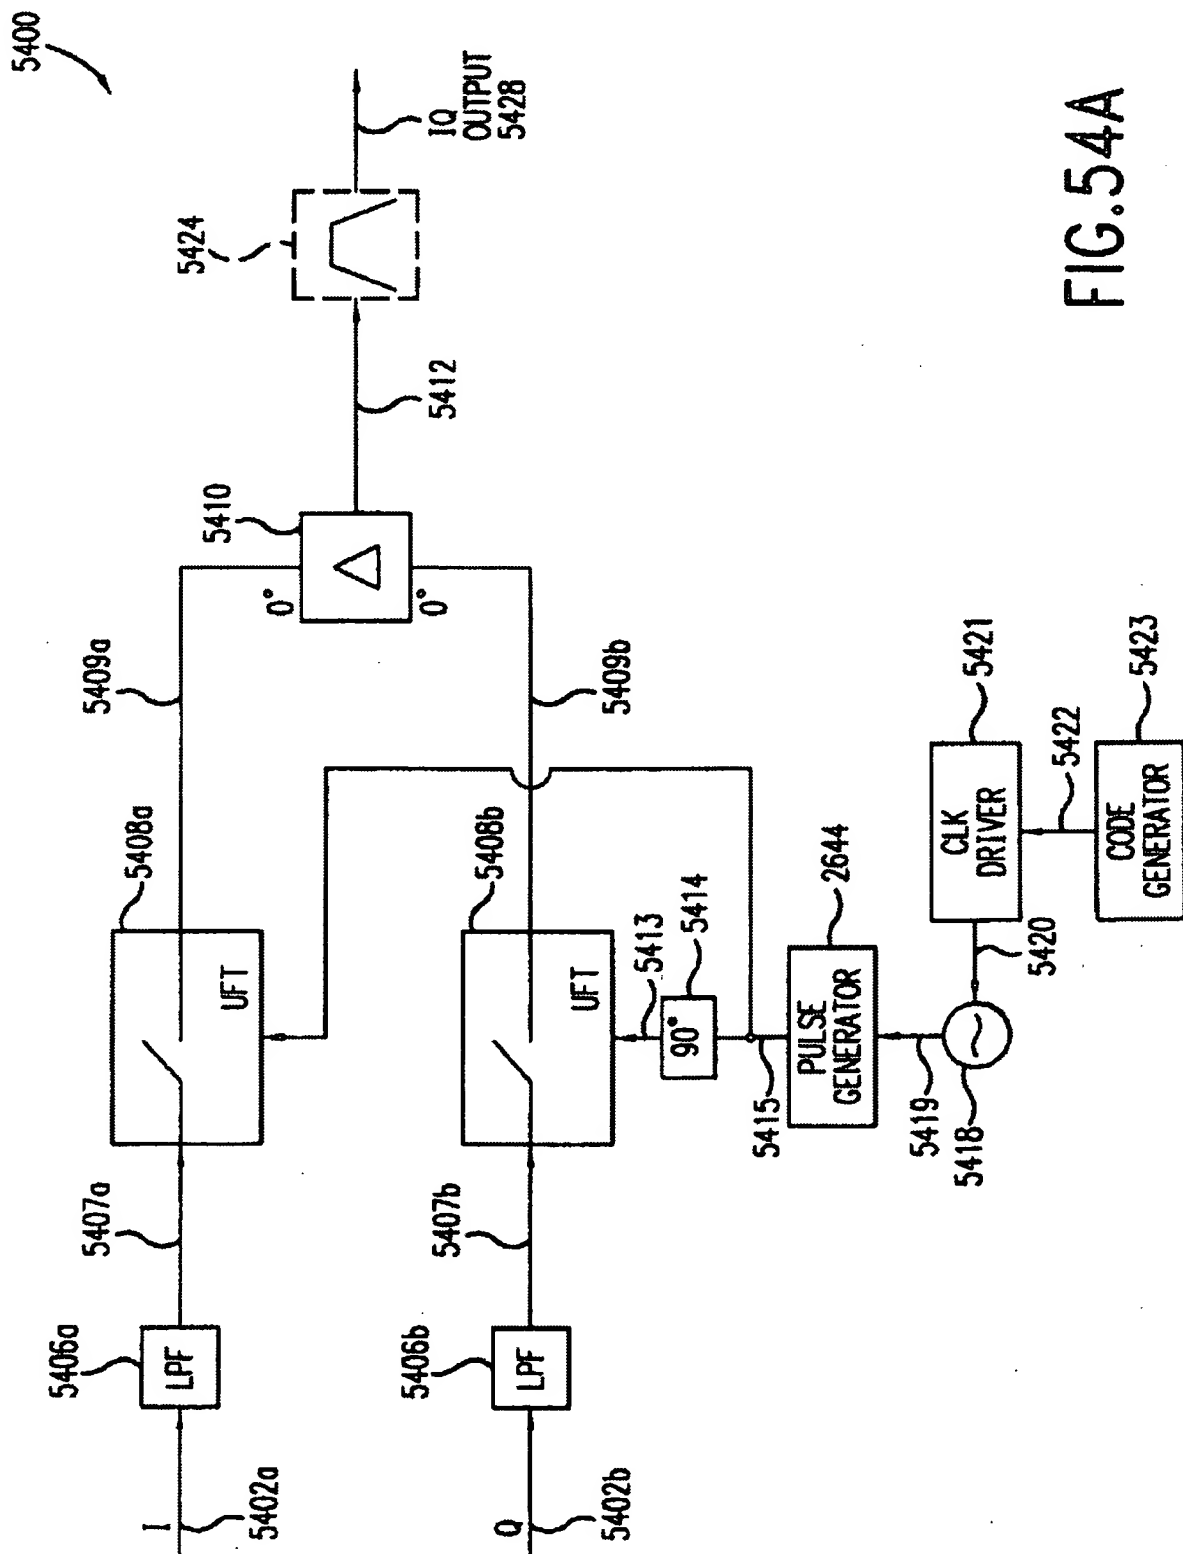 5400
I
5402a
5406a
LPF
5407a
5408a
UFT
5409a
5410
0°
0°
5412
5424
IQ
OUTPUT
5428
Q
5402b
5406b
LPF
5407b
5408b
UFT
5409b
5413
90°
5414
5415
PULSE
GENERATOR
2644
5419
5418
5420
CLK
DRIVER
5421
5422
CODE
GENERATOR
5423
FIG.54A